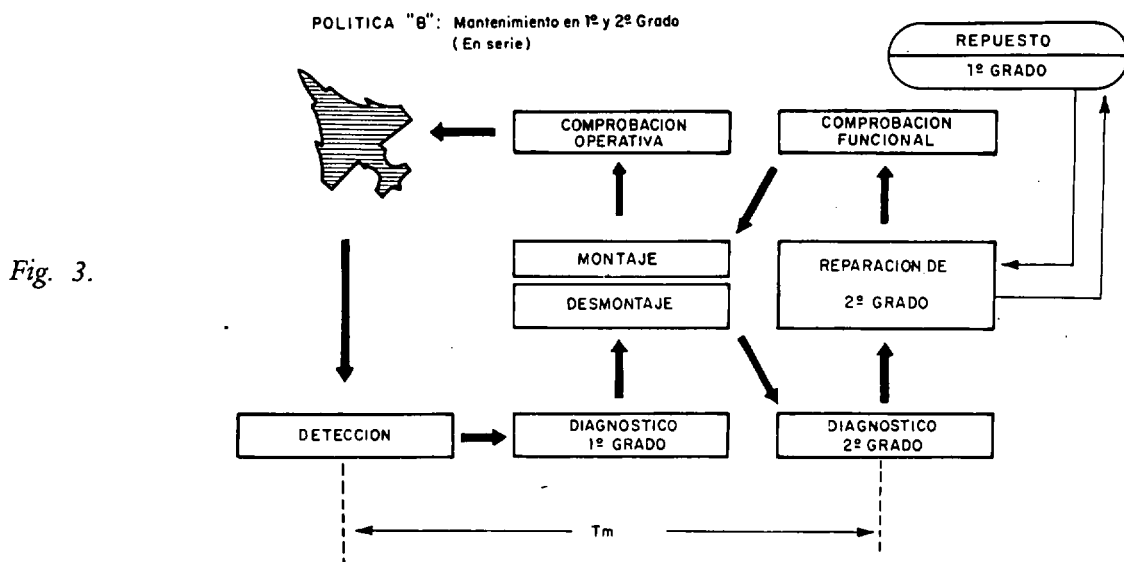 POLITICA "B": Mantenimiento en 1º y 2º Grado
(En serie)
REPUESTO
1º GRADO
COMPROBACION
OPERATIVA
COMPROBACION
FUNCIONAL
Fig. 3.
MONTAJE
DESMONTAJE
REPARACION DE
2º GRADO
DETECCION
DIAGNOSTICO
1º GRADO
DIAGNOSTICO
2º GRADO
Tm